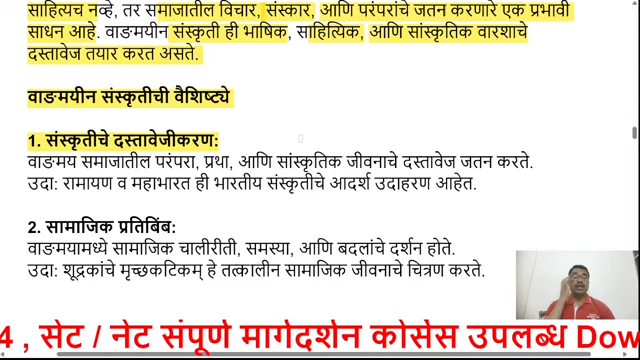 साहित्यच नव्हे, तर समाजातील विचार, संस्कार, आणि परंपरांचे जतन करणारे एक प्रभावी
साधन आहे. वाङमयीन संस्कृती ही भाषिक, साहित्यिक, आणि सांस्कृतिक वारशाचे
दस्तावेज तयार करत असते.
वाङमयीन संस्कृतीची वैशिष्ट्ये
1. संस्कृतीचे दस्तावेजीकरण:
वाङमय समाजातील परंपरा, प्रथा, आणि सांस्कृतिक जीवनाचे दस्तावेज जतन करते.
उदा: रामायण व महाभारत ही भारतीय संस्कृतीचे आदर्श उदाहरण आहेत.
2. सामाजिक प्रतिबिंब:
वाङमयामध्ये सामाजिक चालीरीती, समस्या, आणि बदलांचे दर्शन होते.
उदा: शूद्रकांचे मृच्छकटिकम् हे तत्कालीन सामाजिक जीवनाचे चित्रण करते.
4 , सेट / नेट संपूर्ण मार्गदर्शन कोर्सेस उपलब्ध Dow